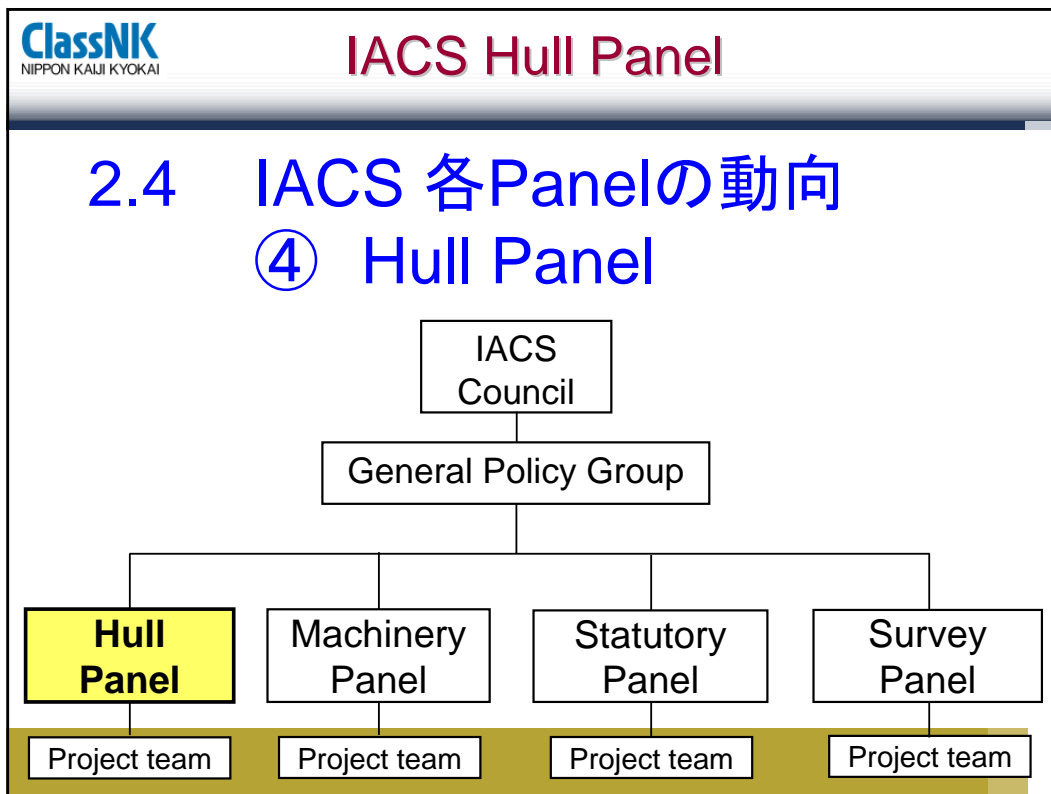 ClassNK
NIPPON KAIJI KYOKAI
IACS Hull Panel
2.4 IACS 各Panelの動向
④ Hull Panel
IACS
Council
General Policy Group
Hull
Panel
Machinery
Panel
Statutory
Panel
Survey
Panel
Project team
Project team
Project team
Project team